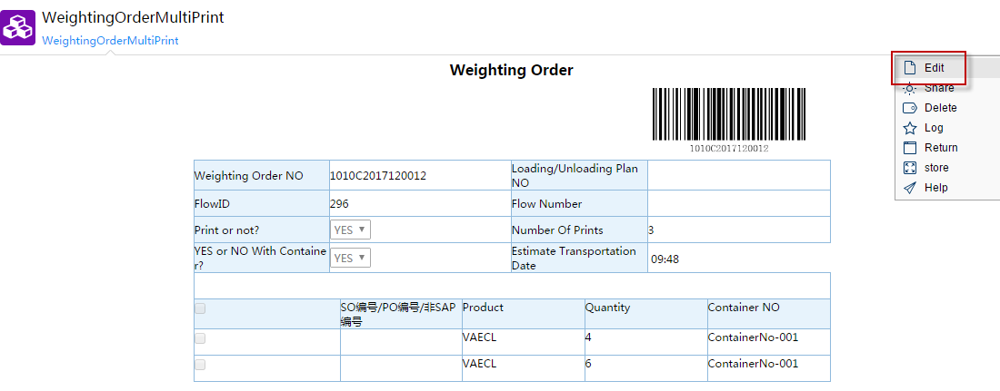 WeightingOrderMultiPrint
WeightingOrderMultiPrint
Weighting Order
1010C2017120012
Edit
Share
Delete
Log
Return
store
Help
Weighting Order NO 1010C2017120012 Loading/Unloading Plan
NO
FlowID 296 Flow Number
Print or not? YES Number Of Prints 3
YES or NO With Containe
r?
YES
Estimate Transportation
Date
09:48
SO编号/PO编号/非SAP
编号
Product Quantity Container NO
VAECL 4 ContainerNo-001
VAECL 6 ContainerNo-001